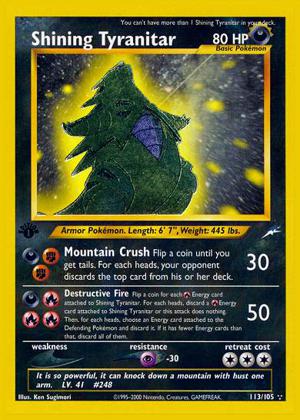 You can't have more than 1 Shining Tyranitar in your deck.
Shining Tyranitar 80 HP
Basic Pokémon
Armor Pokémon. Length: 6' 7", Weight: 445 lbs.
Mountain Crush Flip a coin until you
get tails. For each heads, your opponent
discards the top card from his or her deck.
30
Destructive Fire Flip a coin for each Energy card
attached to Shining Tyranitar. For each heads, discard a Energy
card attached to Shining Tyranitar or this attack does nothing.
Then, for each heads, choose an Energy card attached to the
Defending Pokémon and discard it. If it has fewer Energy cards
than that, discard all of them.
50
weakness resistance retreat cost
-30
It is so powerful, it can knock down a mountain with just one
arm. LV. 41 #248
Illus. Ken Sugimori ©1995-2000 Nintendo, Creatures, GAMEFREAK. 113/105